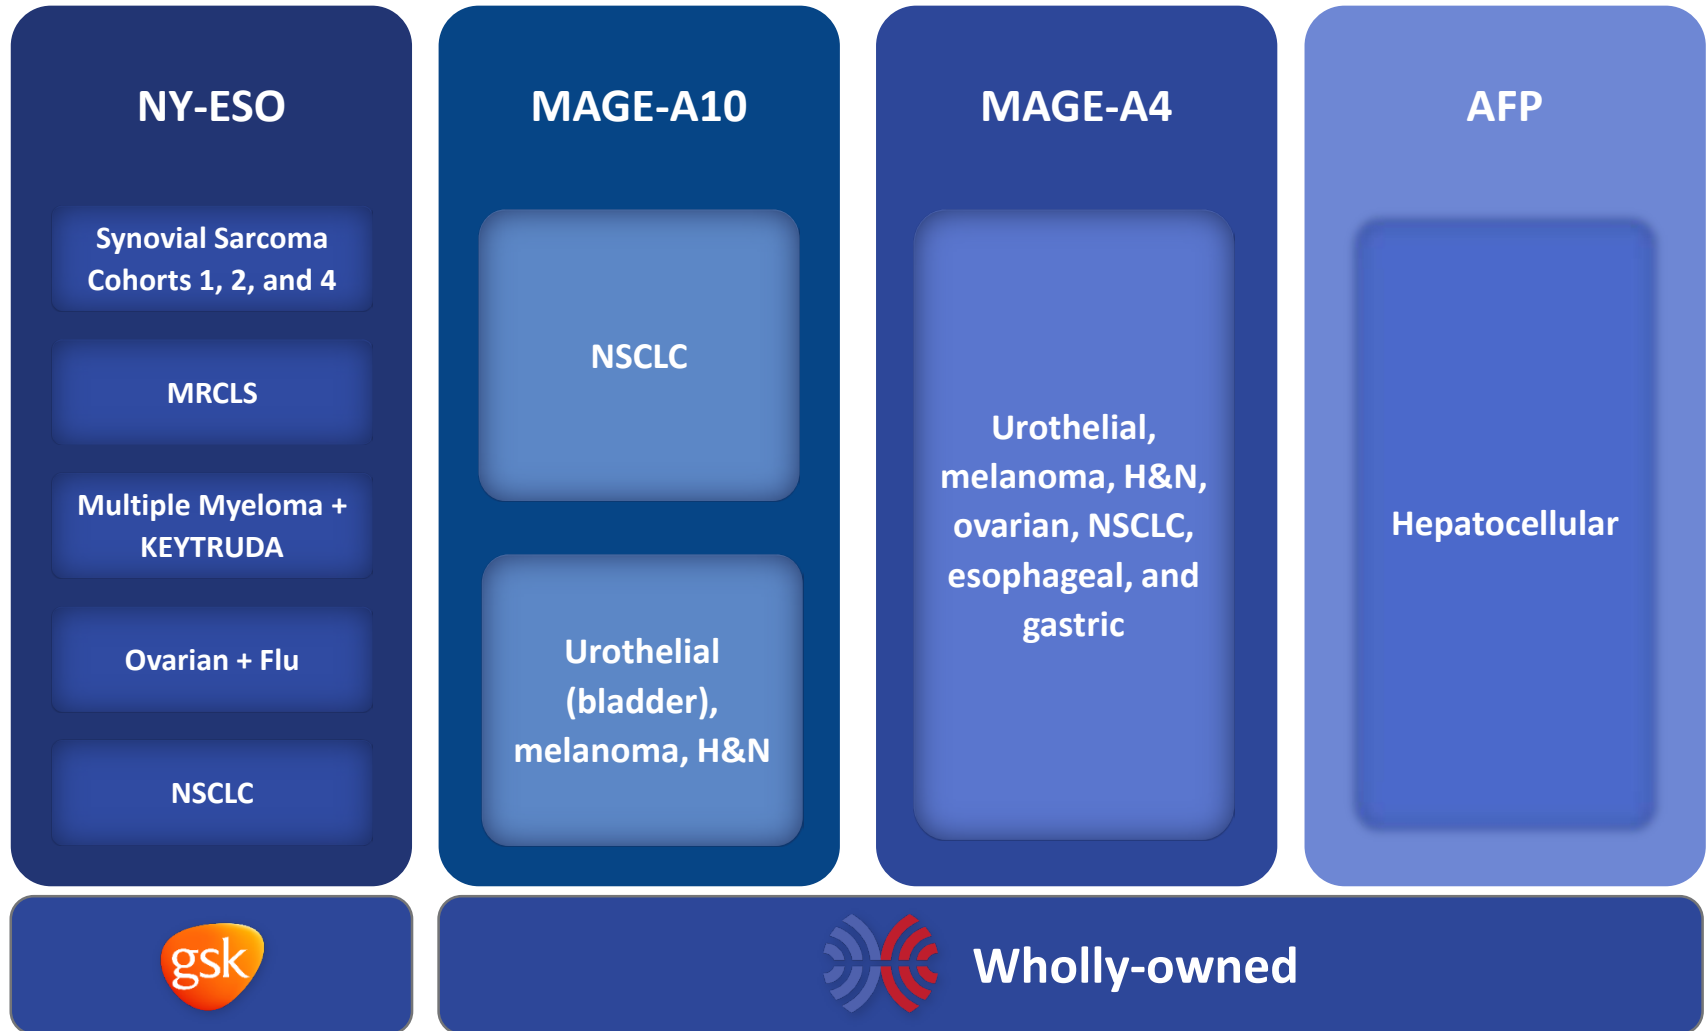 NY-ESO
Synovial Sarcoma
Cohorts 1, 2, and 4
MRCLS
Multiple Myeloma +
KEYTRUDA
Ovarian + Flu
NSCLC
MAGE-A10
NSCLC
Urothelial
(bladder),
melanoma, H&N
MAGE-A4
Urothelial,
melanoma, H&N,
ovarian, NSCLC,
esophageal, and
gastric
AFP
Hepatocellular
gsk
Wholly-owned